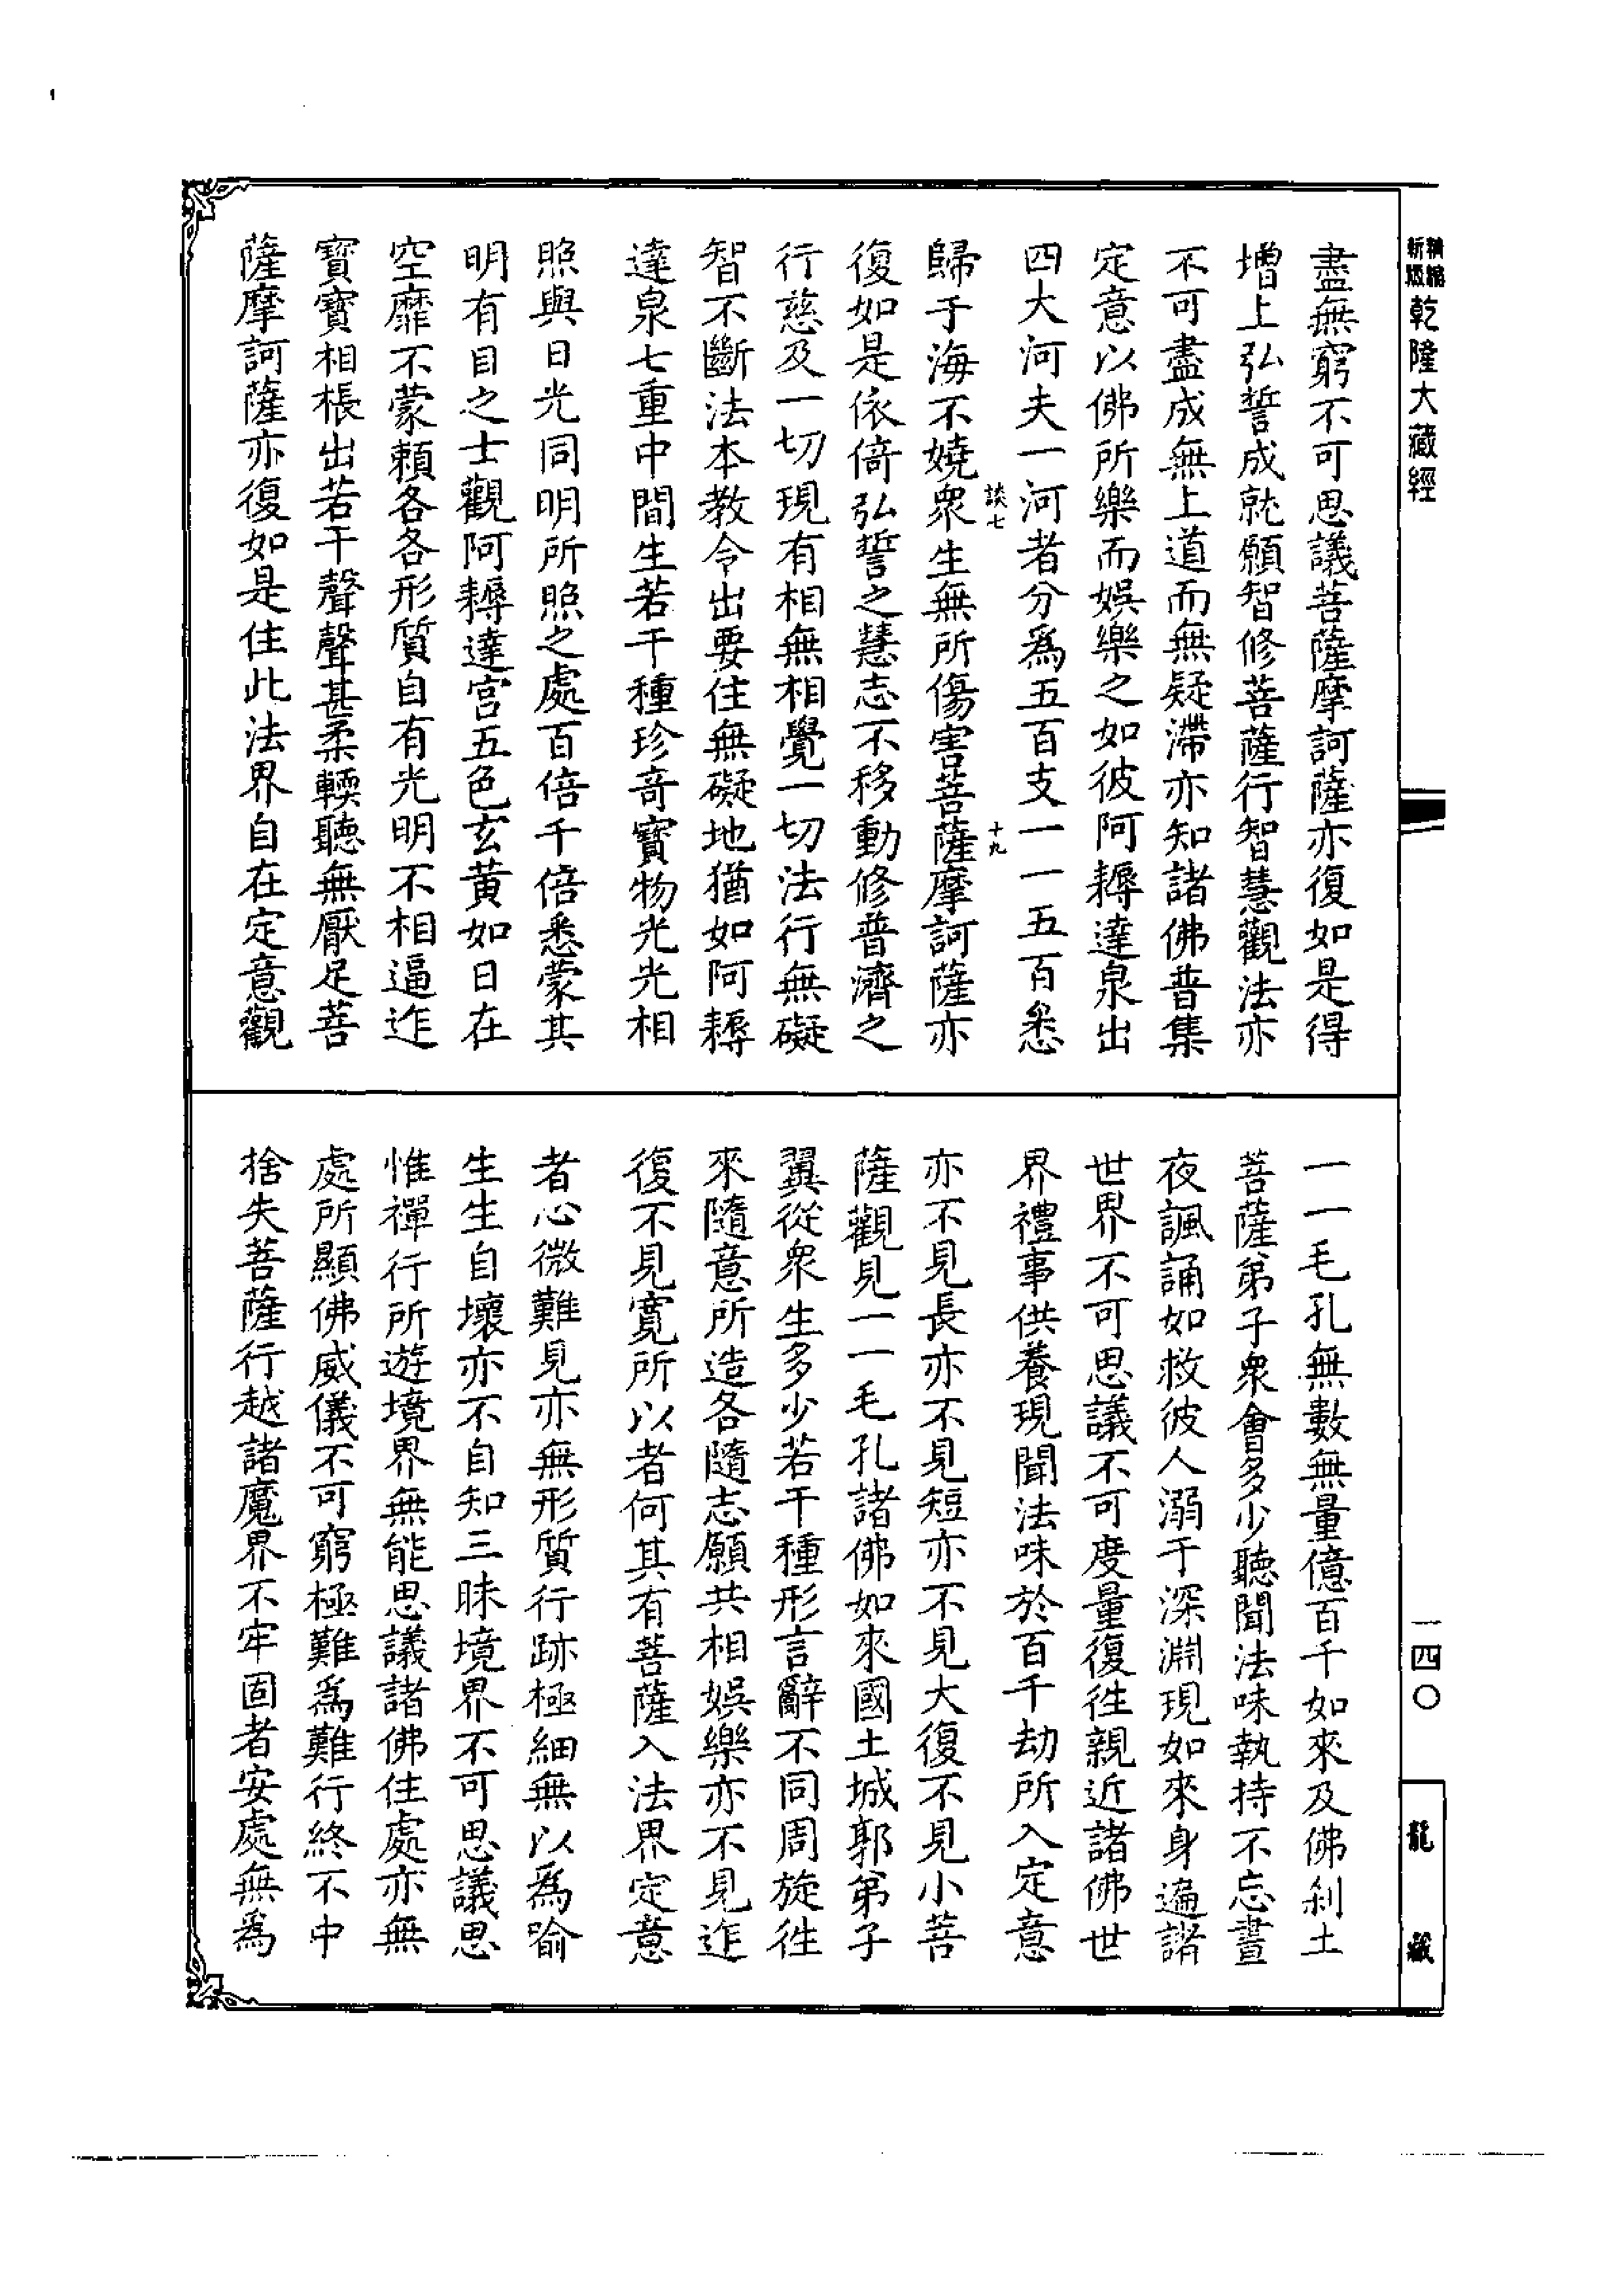 新版
精縮
乾隆大藏經
一四〇
龍藏
盡無窮不可思議菩薩摩訶薩亦復如是得
增上弘誓成就願智修菩薩行智慧觀法亦
不可盡成無上道而無疑滯亦知諸佛普集
定意以佛所樂而娛樂之如彼阿耨達泉出
四大河夫一河者分爲五百支一一五百悉
談七
十九
歸于海不嬈衆生無所傷害菩薩摩訶薩亦
復如是依倚弘誓之慧志不移動修普濟之
行慈及一切現有相無相覺一切法行無礙
智不斷法本教令出要住無礙地猶如阿耨
達泉七重中間生若干種珍奇寶物光光相
照與日光同明所照之處百倍千倍悉蒙其
明有目之士觀阿耨達宮五色玄黃如日在
空靡不蒙賴各各形質自有光明不相逼迮
寶寶相棖出若干聲聲甚柔輭聽無厭足菩
薩摩訶薩亦復如是住此法界自在定意觀
一一毛孔無數無量億百千如來及佛刹土
菩薩弟子衆會多少聽聞法味執持不忘晝
夜諷誦如救彼人溺于深淵現如來身遍諸
世界不可思議不可度量復往親近諸佛世
界禮事供養現聞法味於百千劫所入定意
亦不見長亦不見短亦不見大復不見小菩
薩觀見一一毛孔諸佛如來國土城郭弟子
翼從衆生多少若干種形言辭不同周旋往
來隨意所造各隨志願共相娛樂亦不見迮
復不見寬所以者何其有菩薩入法界定意
者心微難見亦無形質行跡極細無以爲喻
生生自壞亦不自知三昧境界不可思議思
惟禪行所遊境界無能思議諸佛住處亦無
處所顯佛威儀不可窮極難爲難行終不中
捨失菩薩行越諸魔界不牢固者安處無爲